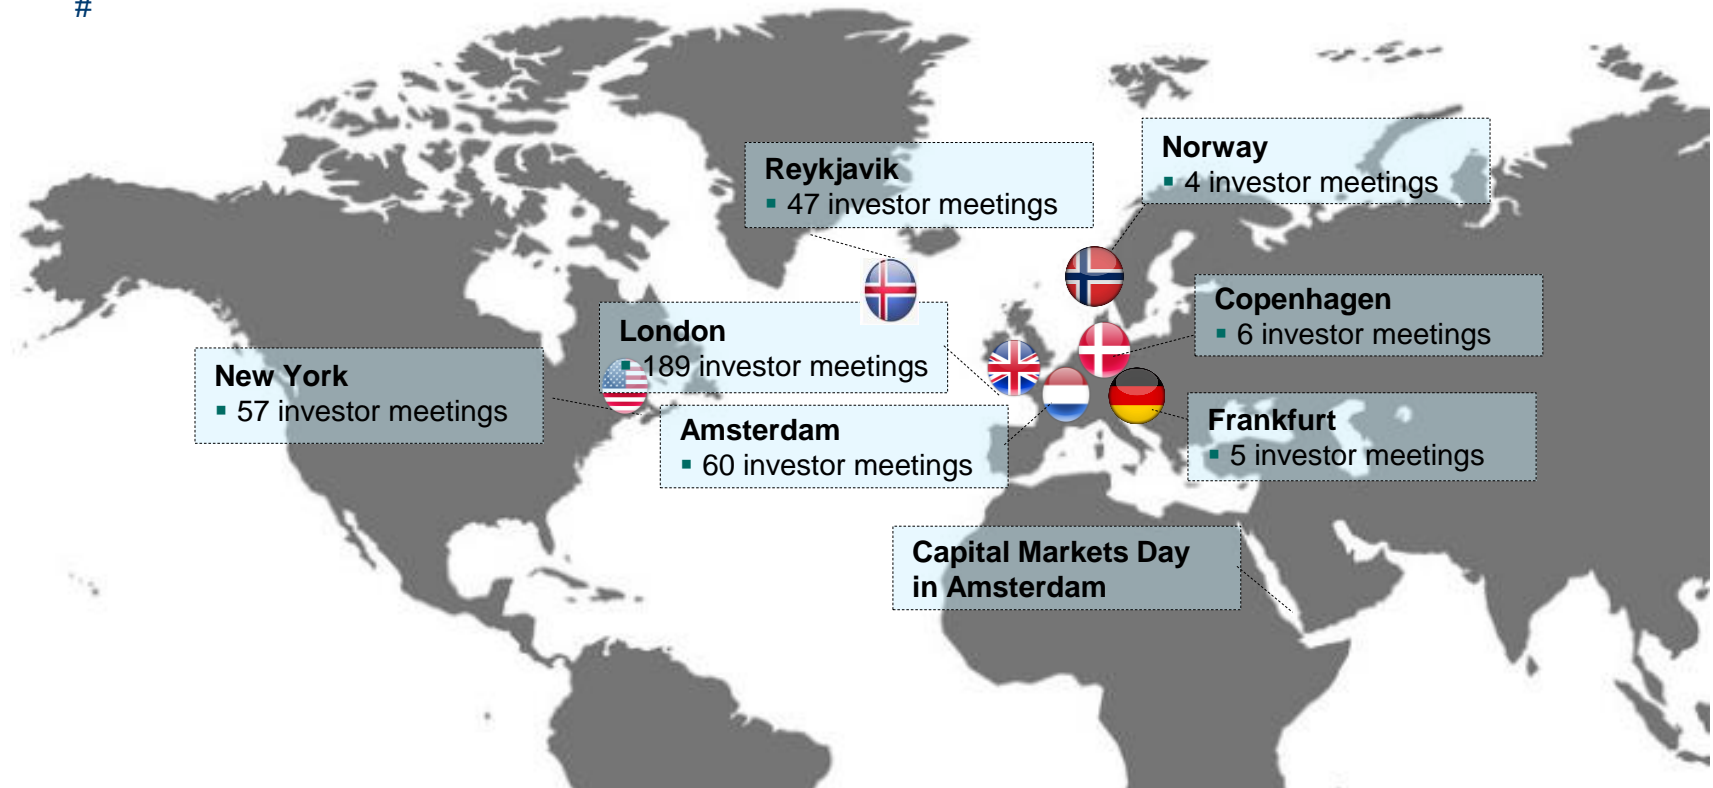 #
Norway
▪ 4 investor meetings
Reykjavik
▪ 47 investor meetings
Copenhagen
▪ 6 investor meetings
London
▪ 189 investor meetings
New York
▪ 57 investor meetings
Amsterdam
▪ 60 investor meetings
Frankfurt
▪ 5 investor meetings
Capital Markets Day
in Amsterdam